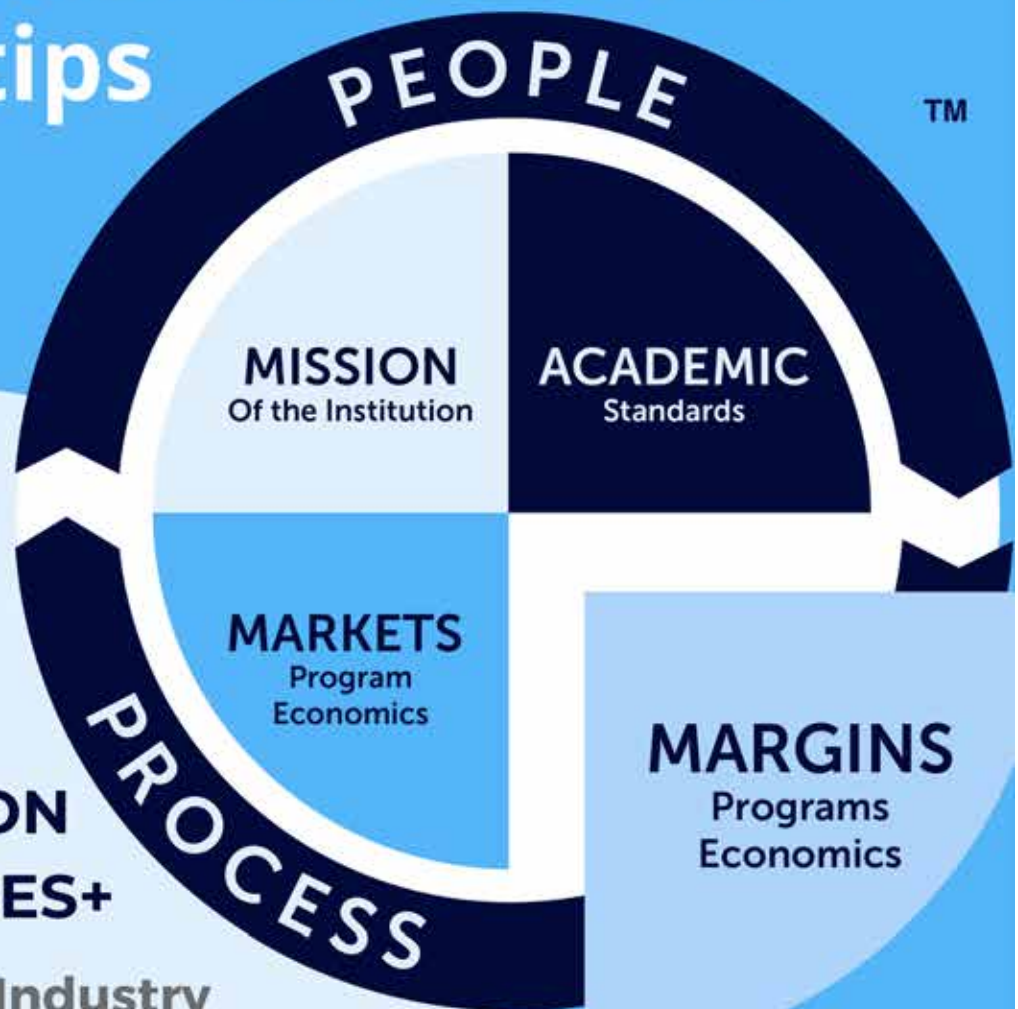 tips
PEOPLE
TM
MISSION
Of the Institution
ACADEMIC
Standards
MARKETS
Program
Economics
MARGINS
Programs
Economics
PROCESS
ON
ES+
Industry